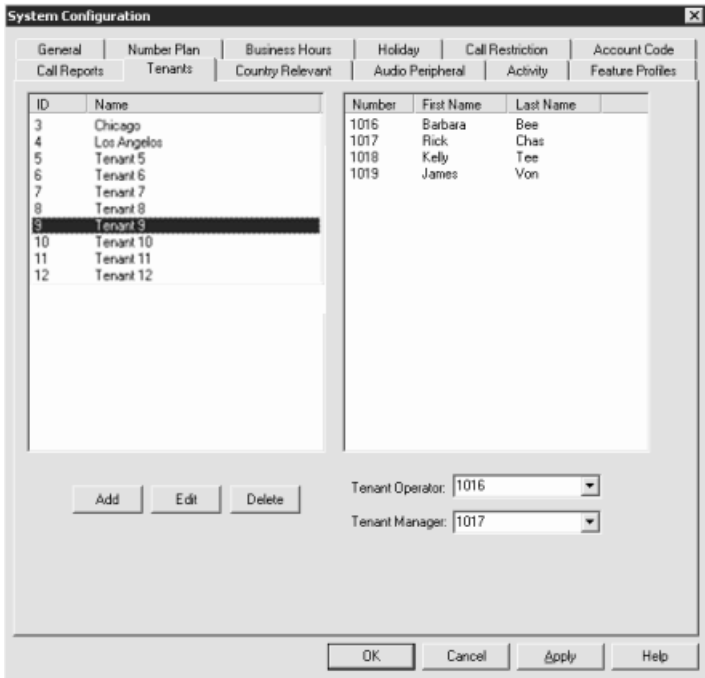 System Configuration
General Number Plan Business Hours Holiday Call Restriction Account Code
Call Reports Tenants Country Relevant Audio Peripheral Activity Feature Profiles
ID Name
3 Chicago
4 Los Angelos
5 Tenant 5
6 Tenant 6
7 Tenant 7
8 Tenant 8
9 Tenant 9
10 Tenant 10
11 Tenant 11
12 Tenant 12
Number First Name Last Name
1016 Barbara Bee
1017 Rick Chas
1018 Kelly Tee
1019 James Von
Add Edit Delete
Tenant Operator: 1016
Tenant Manager: 1017
OK Cancel Apply Help